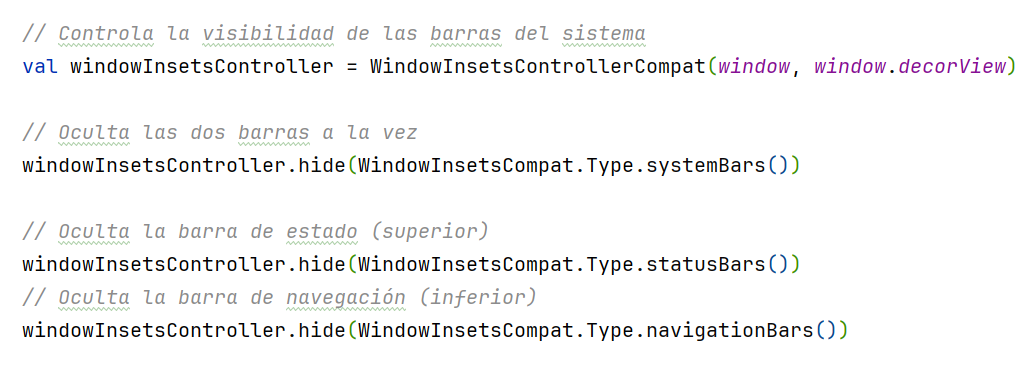 // Controla la visibilidad de las barras del sistema
val windowInsetsController = WindowInsetsControllerCompat(window, window.decorView)
// Oculta las dos barras a la vez
windowInsetsController.hide(WindowInsetsCompat.Type.systemBars())
// Oculta la barra de estado (superior)
windowInsetsController.hide(WindowInsetsCompat.Type.statusBars())
// Oculta la barra de navegación (inferior)
windowInsetsController.hide(WindowInsetsCompat.Type.navigationBars())